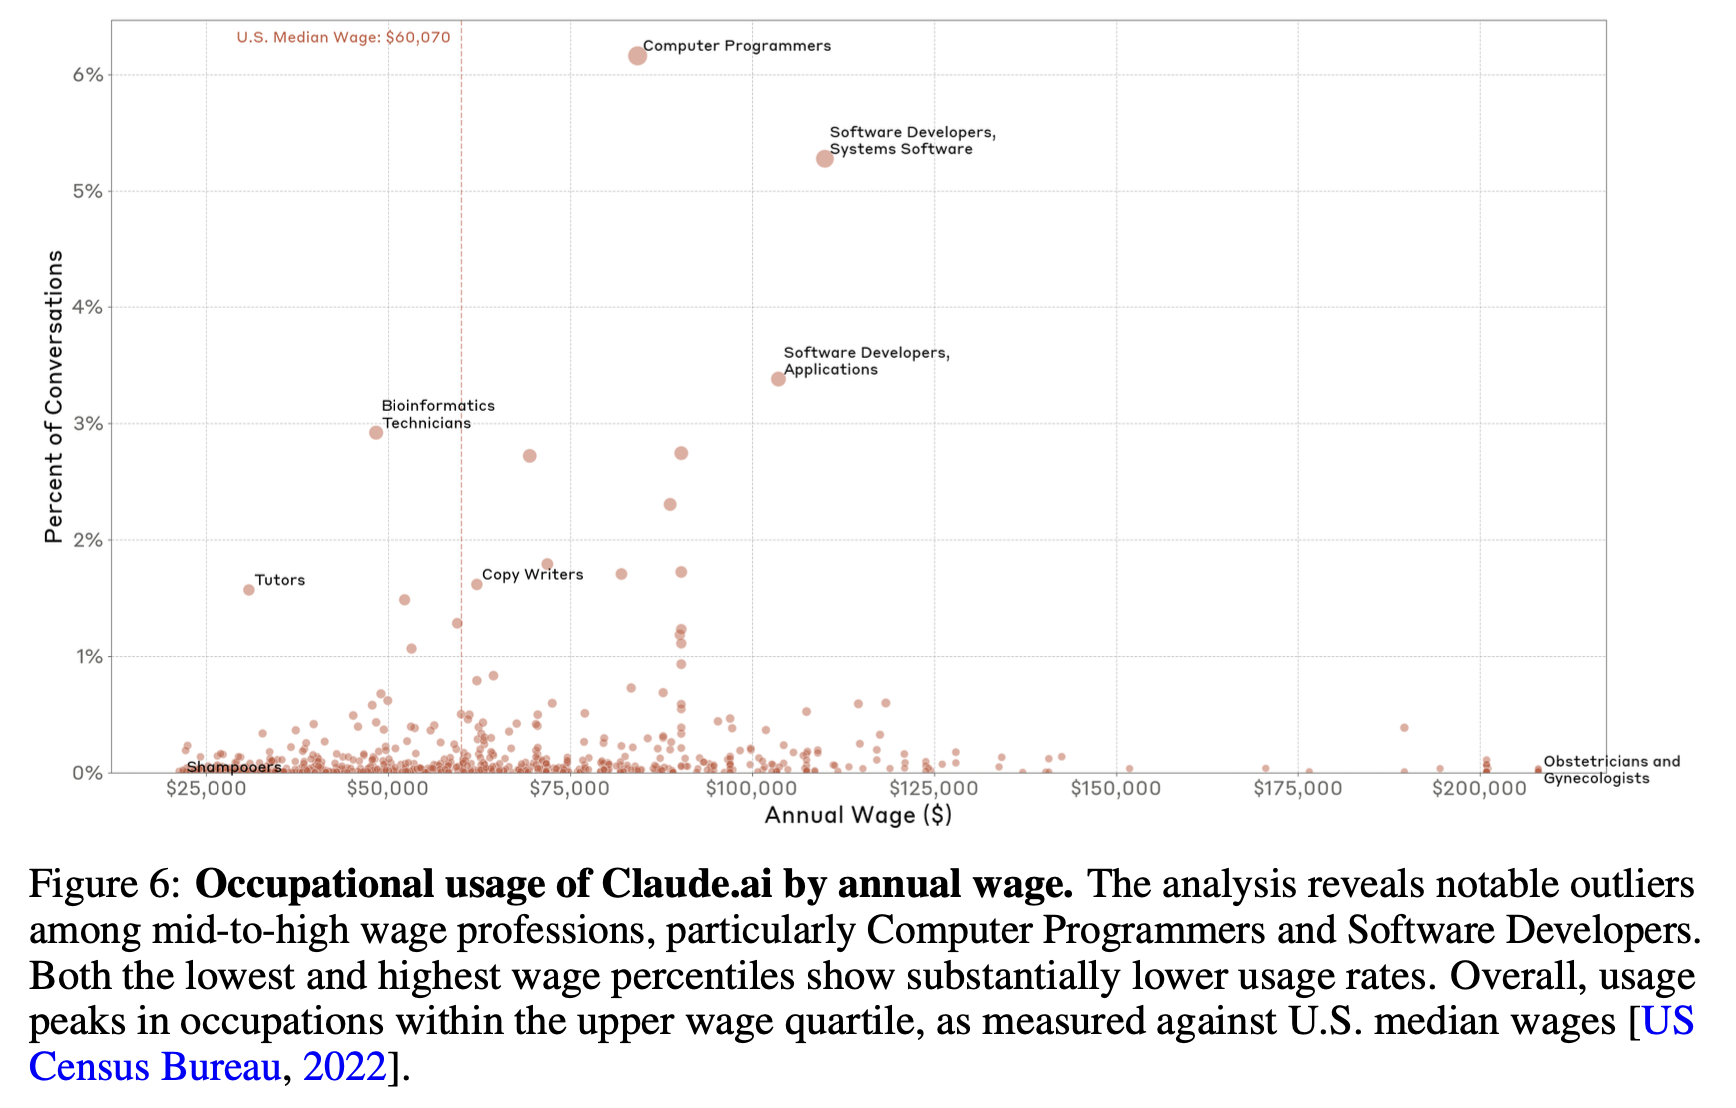 U.S. Median Wage: $60,070
Computer Programmers
6%
Software Developers,
Systems Software
5%
4%
Software Developers,
Applications
Bioinformatics
Technicians
3%
2%
Copy Writers
Tutors
1%
Shampooers
Obstetricians and
Gynecologists
0%
Percent of Conversations
$25,000
$50,000
$75,000
$100,000
$125,000
$150,000
$175,000
$200,000
Annual Wage ($)
Figure 6: Occupational usage of Claude.ai by annual wage. The analysis reveals notable outliers
among mid-to-high wage professions, particularly Computer Programmers and Software Developers.
Both the lowest and highest wage percentiles show substantially lower usage rates. Overall, usage
peaks in occupations within the upper wage quartile, as measured against U.S. median wages [US
Census Bureau, 2022].